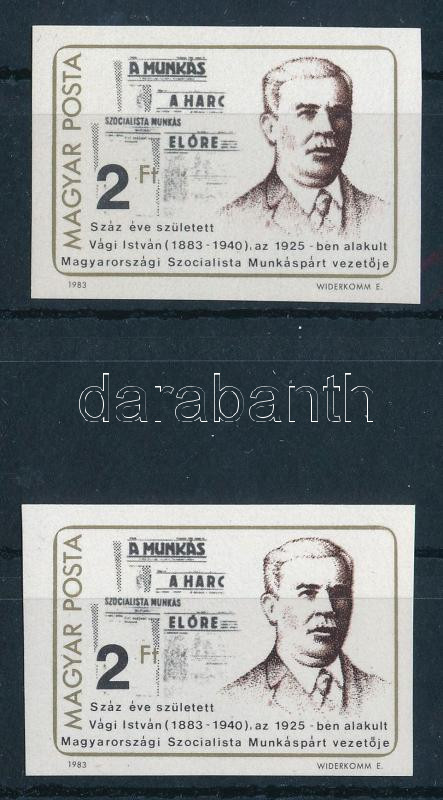 MAGYAR POSTA
A MUNKÁS
A HARC
SZOCIALISTA MUNKÁS
ELŐRE
2 Ft
Száz éve született
Vági István (1883-1940), az 1925-ben alakult
Magyarországi Szocialista Munkáspárt vezetője
1983 WIDERKOMM E.
darabanth
MAGYAR POSTA
A MUNKÁS
A HARC
SZOCIALISTA MUNKÁS
ELŐRE
2 Ft
Száz éve született
Vági István (1883-1940), az 1925-ben alakult
Magyarországi Szocialista Munkáspárt vezetője
1983 WIDERKOMM E.